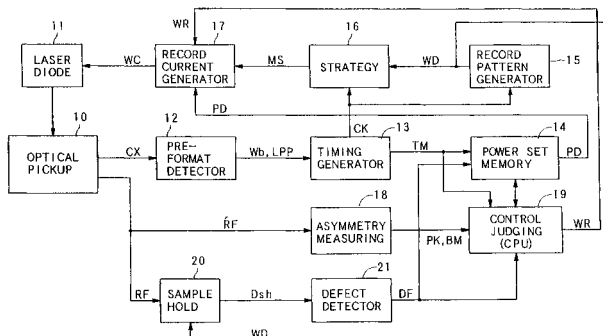 WR
11
17
16
LASER DIODE
WC
RECORD CURRENT GENERATOR
MS
STRATEGY
WD
RECORD PATTERN GENERATOR
15
PD
10
12
CK
13
14
OPTICAL PICKUP
CX
PRE-FORMAT DETECTOR
Wb, LPP
TIMING GENERATOR
TM
POWER SET MEMORY
PD
18
19
RF
ASYMMETRY MEASURING
PK, BM
CONTROL JUDGING (CPU)
WR
20
21
RF
SAMPLE HOLD
Dsh
DEFECT DETECTOR
DF
WD